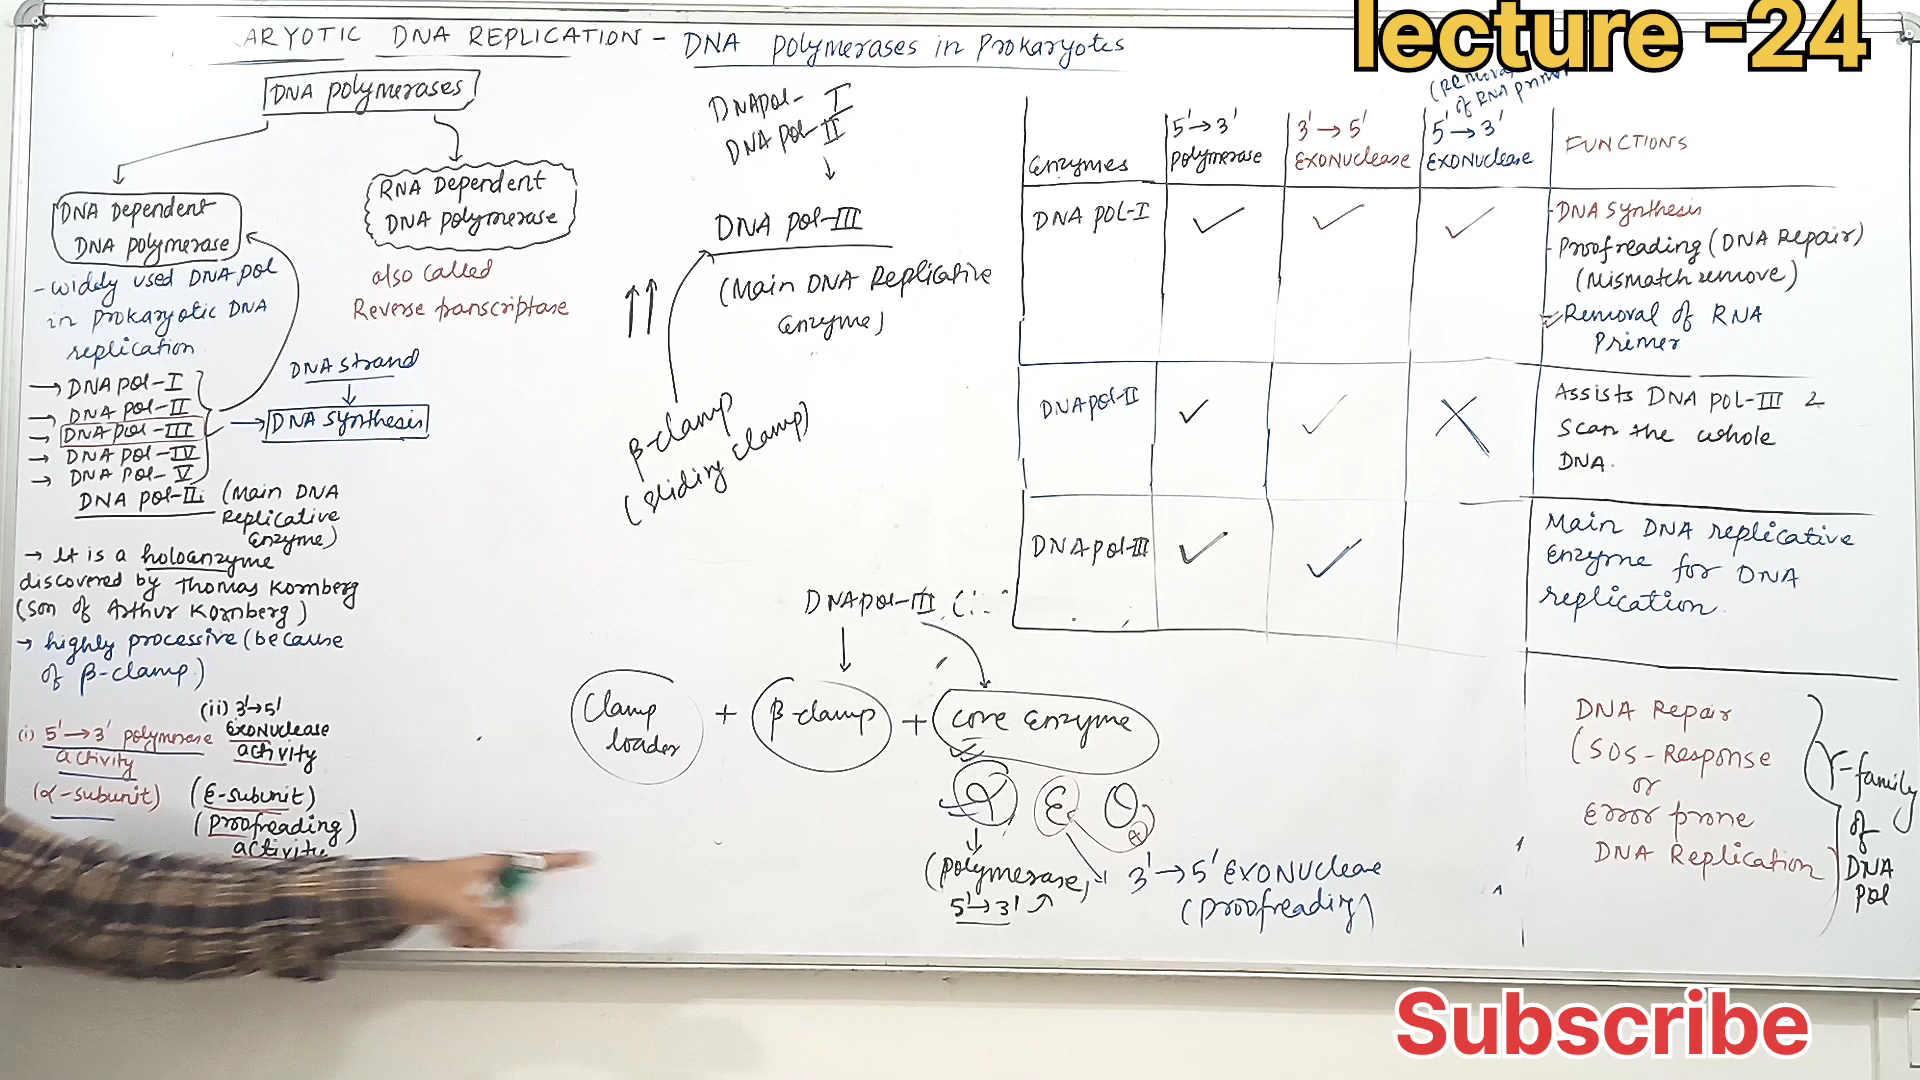 lecture -24
ARYOTIC DNA REPLICATION - DNA polymerases in Prokaryotes
DNA polymerases
DNA Dependent
DNA polymerase
- widely used DNA pol
in prokaryotic DNA
replication
→ DNA pol-I
→ DNA pol-II
→ DNA pol-III
→ DNA pol-IV
→ DNA pol-V
RNA Dependent
DNA polymerase
also called
Reverse transcriptase
DNA strand
→ DNA synthesis
DNA pol-III (Main DNA
Replicative
Enzyme)
→ It is a holoenzyme
discovered by Thomas Kornberg
(son of Arthur Kornberg)
→ highly processive (because
of β-clamp)
(i) 5'→3' polymerase
activity
(α-subunit)
(ii) 3'→5'
Exonuclease
activity
(ε-subunit)
(Proofreading)
activity
DNA pol- I
DNA pol-II
↓
DNA pol-III
(Main DNA Replicative
Enzyme)
↑↑
β-clamp
(sliding clamp)
DNA pol-III
Clamp
loader
+
β-clamp
+
core Enzyme
α ε θ
(polymerase,
5'→3'
3'→5' Exonuclease
(proofreading)
Enzymes
5'→3'
polymerase
3'→5'
Exonuclease
(Removal
of RNA primer
5'→3'
Exonuclease
FUNCTIONS
DNA pol-I ✓ ✓ ✓
- DNA synthesis
- Proofreading (DNA Repair)
(Mismatch remove)
- Removal of RNA
Primer
DNA pol-II ✓ ✓ X
Assists DNA pol-III &
Scan the whole
DNA.
DNA pol-III ✓ ✓
Main DNA replicative
Enzyme for DNA
replication.
DNA Repair
(SOS-Response
or
Error prone
DNA Replication)
Y-family
of
DNA
pol
Subscribe